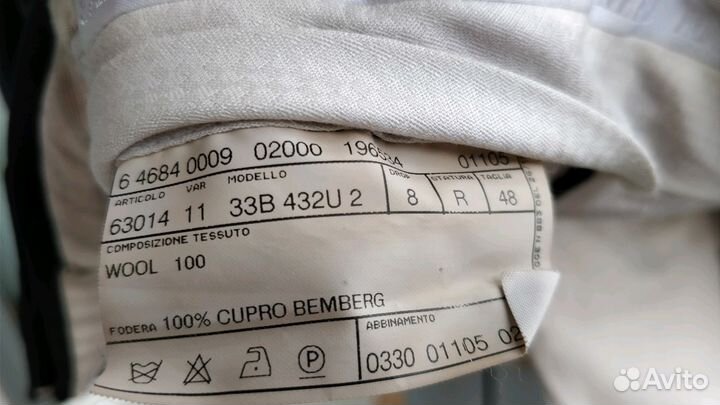 6 4684 0009 02000 196584 01105
ARTICOLO VAR MODELLO DROP STATURA TAGLIA
63014 11 33B 432U 2 8 R 48
COMPOSIZIONE TESSUTO
WOOL 100
FODERA 100% CUPRO BEMBERG
ABBINAMENTO
0330 01105 02
P
Avito